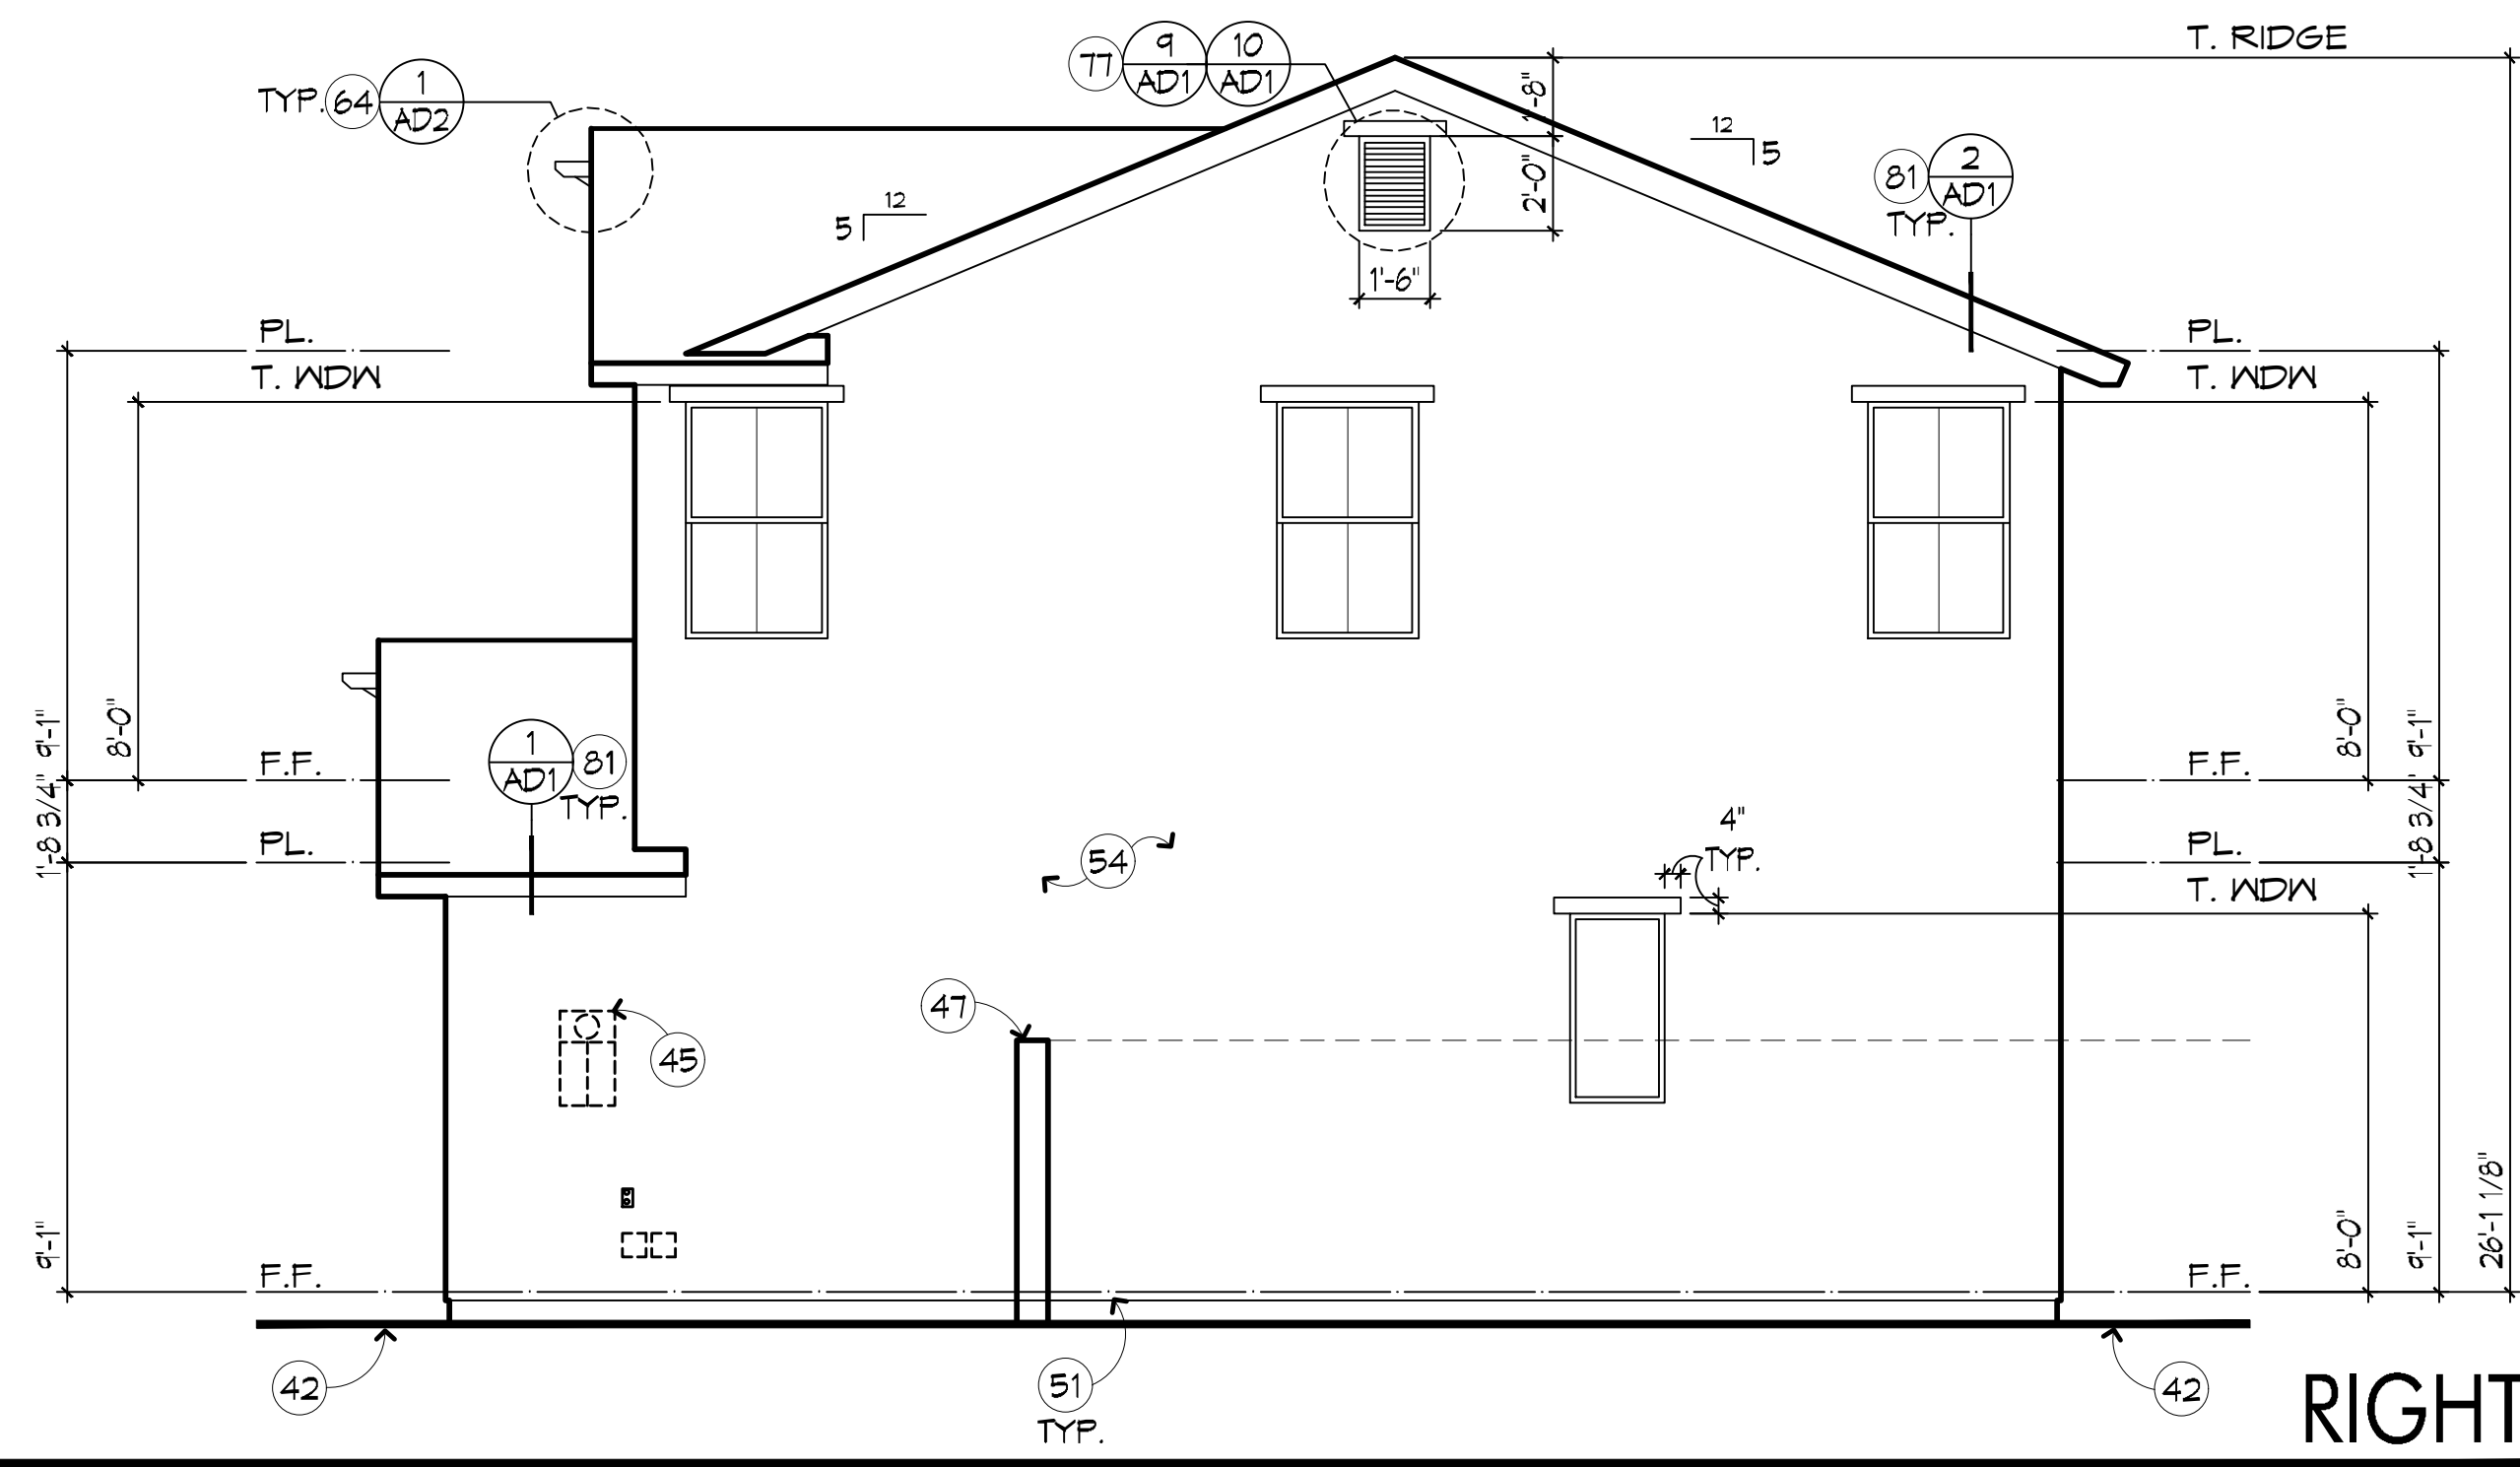 T. RIDGE
77
9
AD1
10
AD1
TYP.
64
1
AD2
1'-8"
2'-0"
12
5
81
2
AD1
TYP.
12
5
1'-6"
PL.
PL.
T. WDW
T. WDW
9'-1"
8'-0"
8'-0"
9'-1"
F.F.
1
AD1
81
TYP.
F.F.
1'-8 3/4"
1'-8 3/4"
PL.
54
4"
TYP.
PL.
T. WDW
47
45
9'-1"
8'-0"
9'-1"
26'-1 1/8"
F.F.
F.F.
42
51
TYP.
42
RIGHT